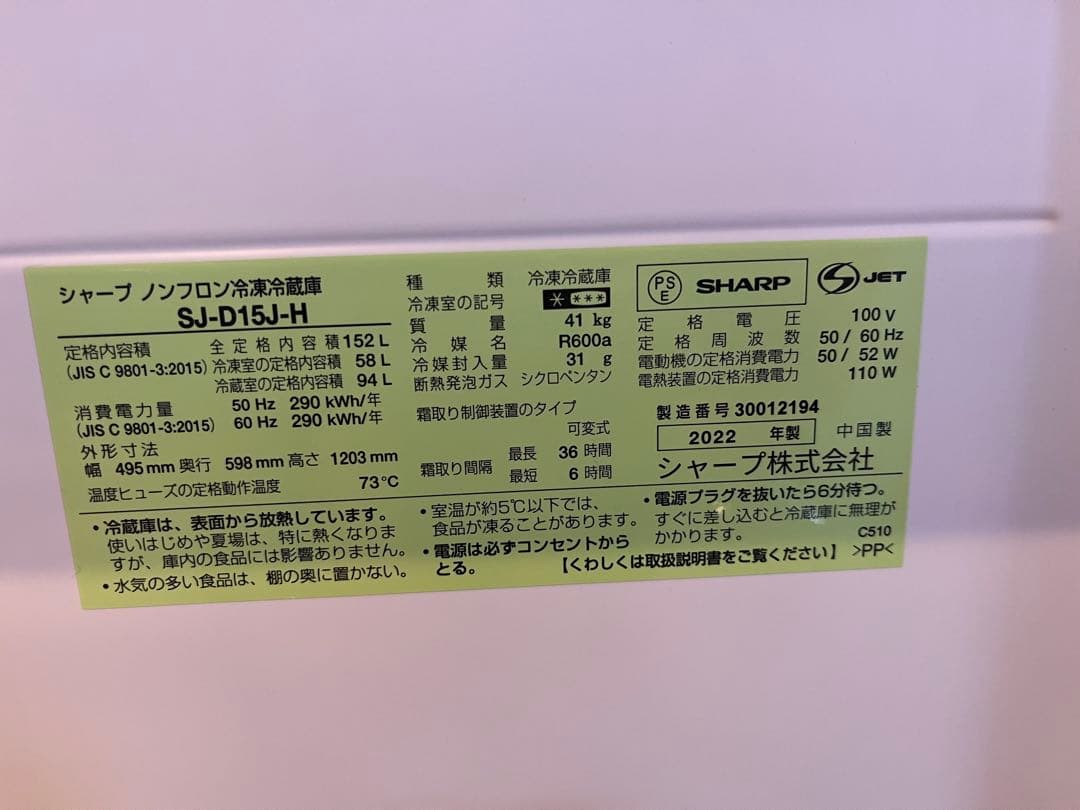 シャープ ノンフロン冷凍冷蔵庫
SJ-D15J-H
定格内容積 全定格内容積 152 L
(JIS C 9801-3:2015) 冷凍室の定格内容積 58 L
冷蔵室の定格内容積 94 L
消費電力量 50 Hz 290 kWh/年
(JIS C 9801-3:2015) 60 Hz 290 kWh/年
外形寸法
幅 495 mm 奥行 598 mm 高さ 1203 mm
温度ヒューズの定格動作温度 73℃
種類 冷凍冷蔵庫
冷凍室の記号 * ***
質量 41 kg
冷媒名 R600a
冷媒封入量 31 g
断熱発泡ガス シクロペンタン
霜取り制御装置のタイプ
可変式
霜取り間隔 最長 36 時間
最短 6 時間
PSE SHARP S JET
定格電圧 100 V
定格周波数 50 / 60 Hz
電動機の定格消費電力 50 / 52 W
電熱装置の定格消費電力 110 W
製造番号 30012194
2022 年製 中国製
シャープ株式会社
・冷蔵庫は、表面から放熱しています。
使いはじめや夏場は、特に熱くなりま
すが、庫内の食品には影響ありません。
・水気の多い食品は、棚の奥に置かない。
・室温が約5℃以下では、
食品が凍ることがあります。
・電源は必ずコンセントから
とる。
・電源プラグを抜いたら6分待つ。
すぐに差し込むと冷蔵庫に無理が
かかります。 C510
【くわしくは取扱説明書をご覧ください】 >PP<